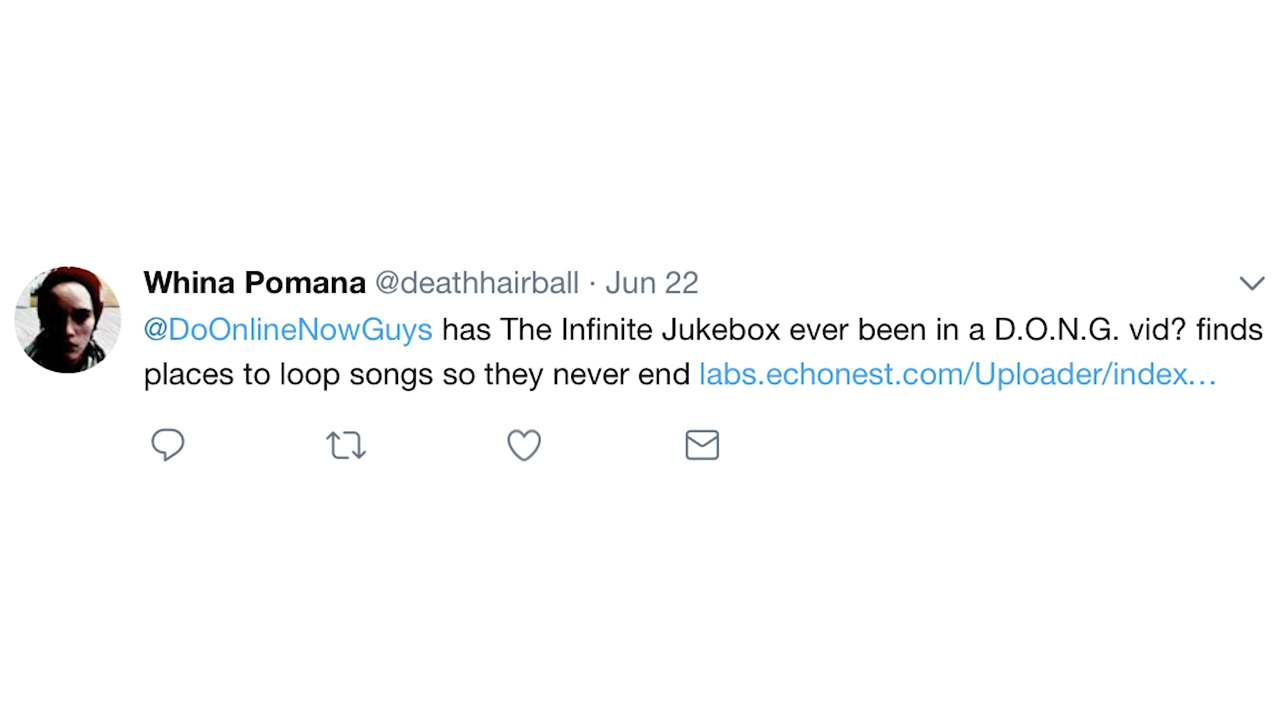 Whina Pomana @deathhairball · Jun 22
@DoOnlineNowGuys has The Infinite Jukebox ever been in a D.O.N.G. vid? finds
places to loop songs so they never end labs.echonest.com/Uploader/index…